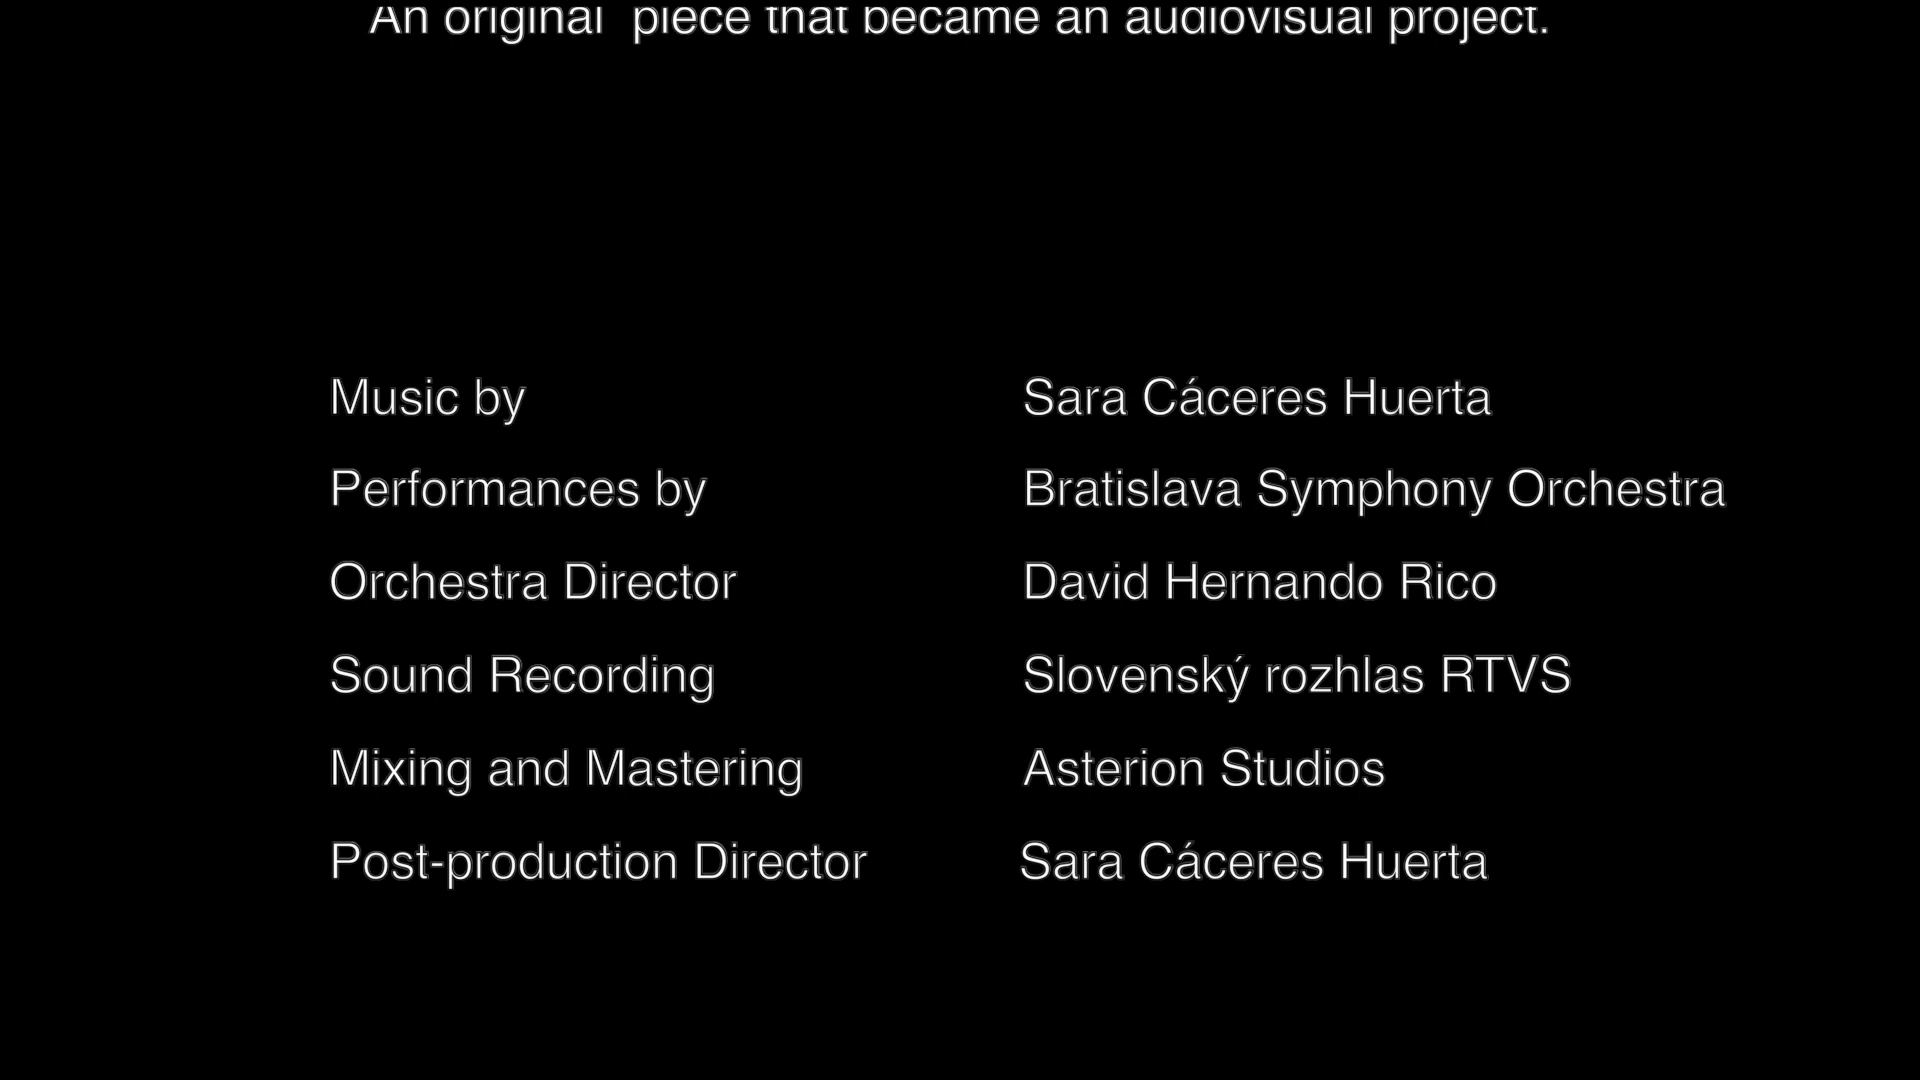 An original  piece that became an audiovisual project.
Music by Sara Cáceres Huerta
Performances by Bratislava Symphony Orchestra
Orchestra Director David Hernando Rico
Sound Recording Slovenský rozhlas RTVS
Mixing and Mastering Asterion Studios
Post-production Director Sara Cáceres Huerta